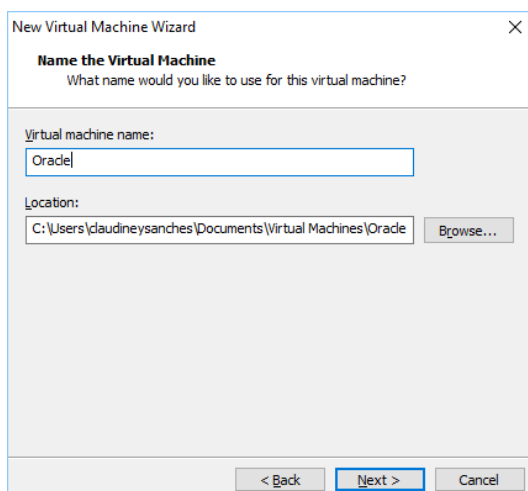 New Virtual Machine Wizard
Name the Virtual Machine
What name would you like to use for this virtual machine?
Virtual machine name:
Oracle
Location:
C:\Users\claudineysanches\Documents\Virtual Machines\Oracle
Browse...
< Back Next > Cancel